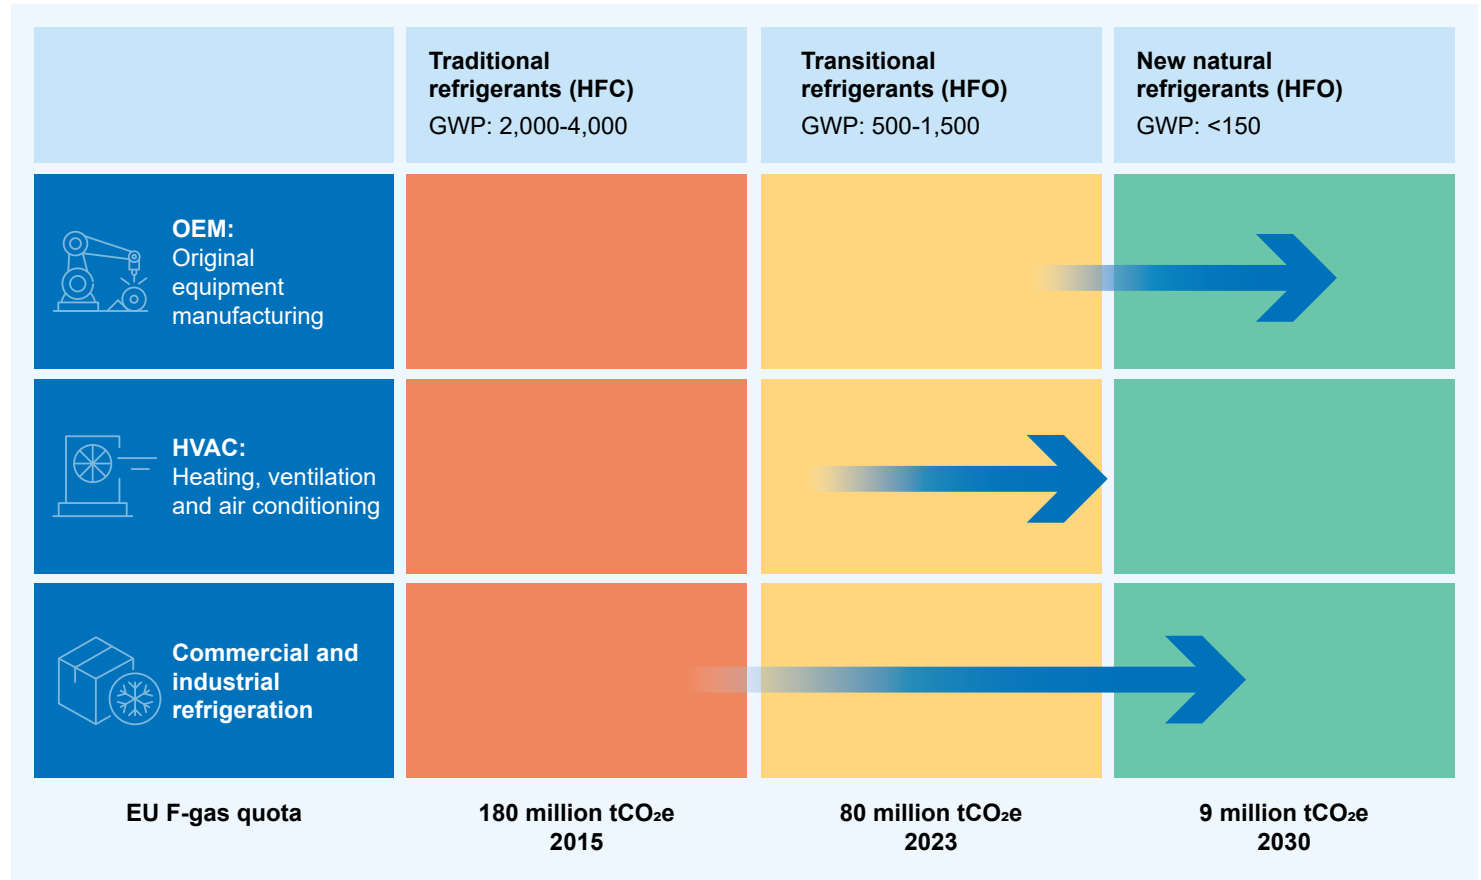 Traditional
refrigerants (HFC)
GWP: 2,000-4,000
Transitional
refrigerants (HFO)
GWP: 500-1,500
New natural
refrigerants (HFO)
GWP: <150
OEM:
Original
equipment
manufacturing
HVAC:
Heating, ventilation
and air conditioning
Commercial and
industrial
refrigeration
EU F-gas quota
180 million tCO₂e
2015
80 million tCO₂e
2023
9 million tCO₂e
2030